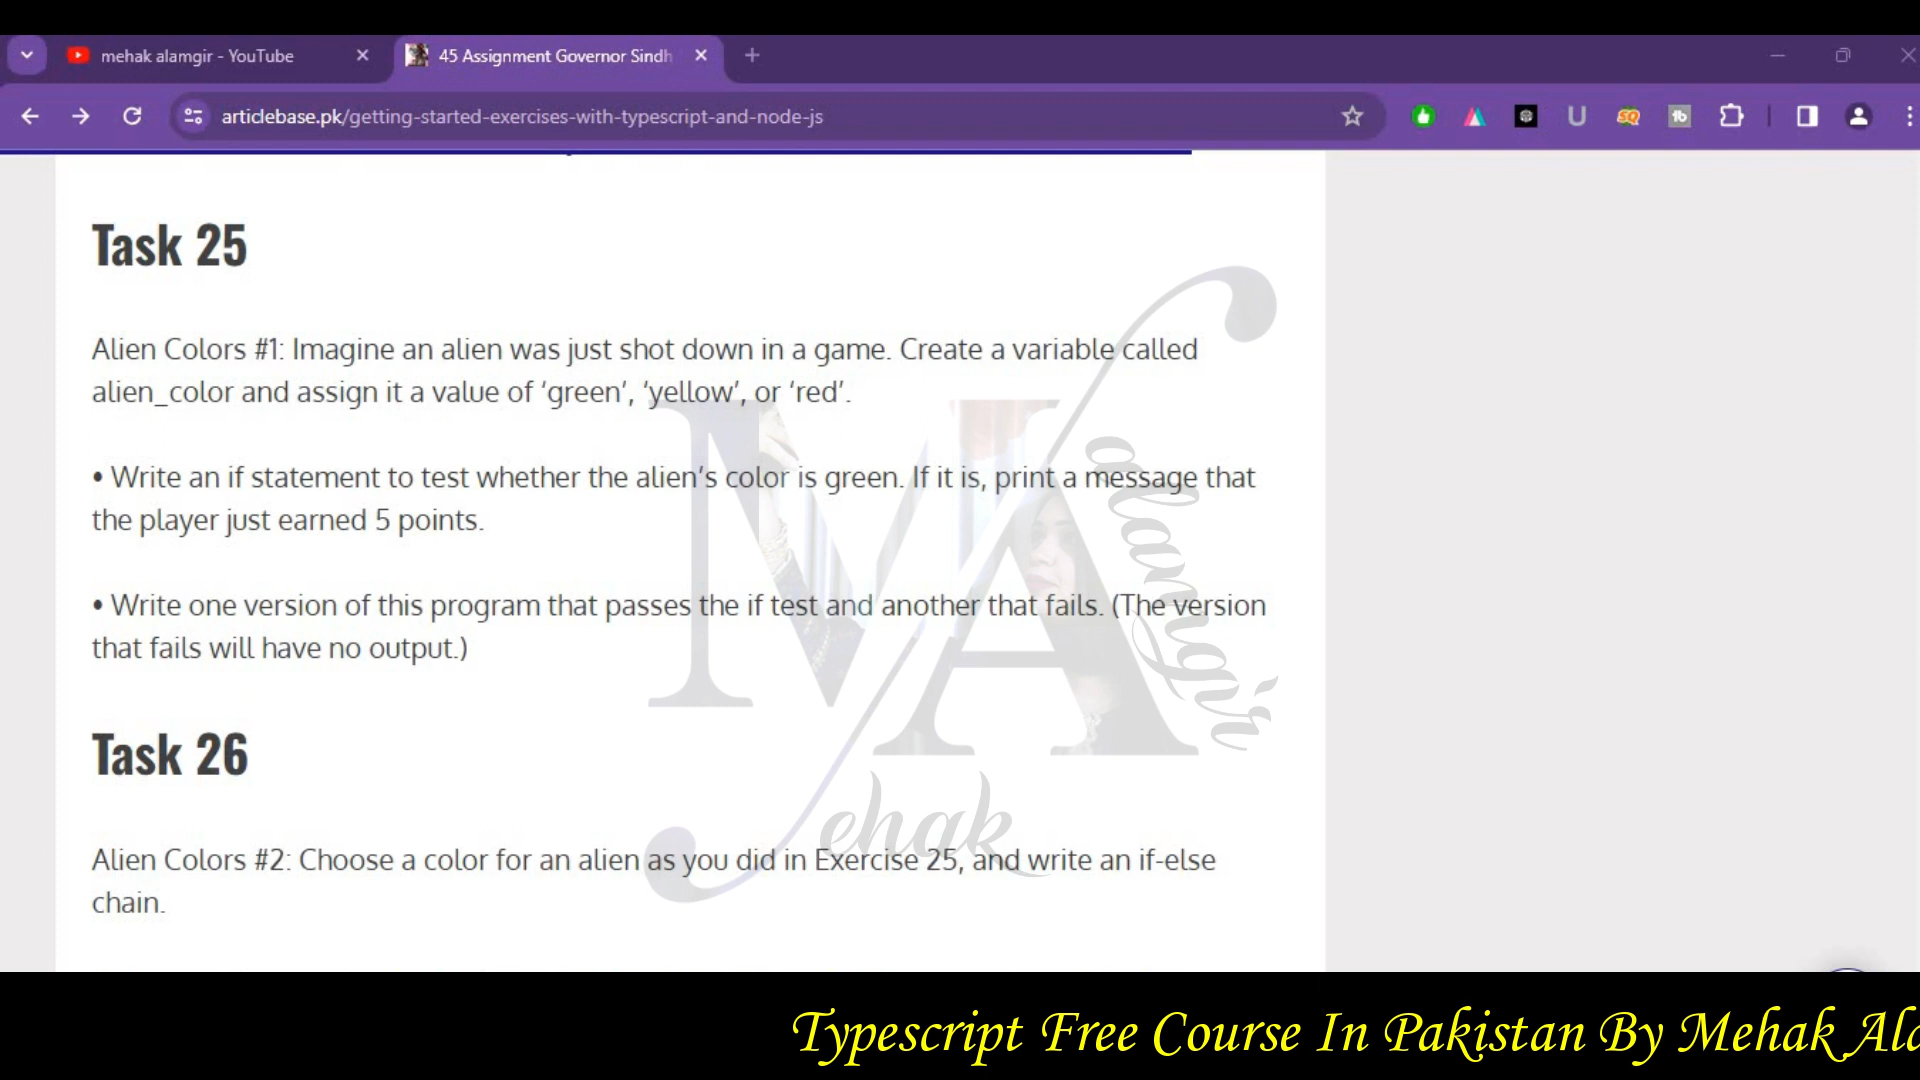 mehak alamgir - YouTube
45 Assignment Governor Sindh
articlebase.pk/getting-started-exercises-with-typescript-and-node-js
Task 25
Alien Colors #1: Imagine an alien was just shot down in a game. Create a variable called
alien_color and assign it a value of ‘green’, ‘yellow’, or ‘red’.
• Write an if statement to test whether the alien’s color is green. If it is, print a message that
the player just earned 5 points.
• Write one version of this program that passes the if test and another that fails. (The version
that fails will have no output.)
Task 26
Alien Colors #2: Choose a color for an alien as you did in Exercise 25, and write an if-else
chain.
MA
ehak
alamgir
U
SQ
tb
Typescript Free Course In Pakistan By Mehak Ala